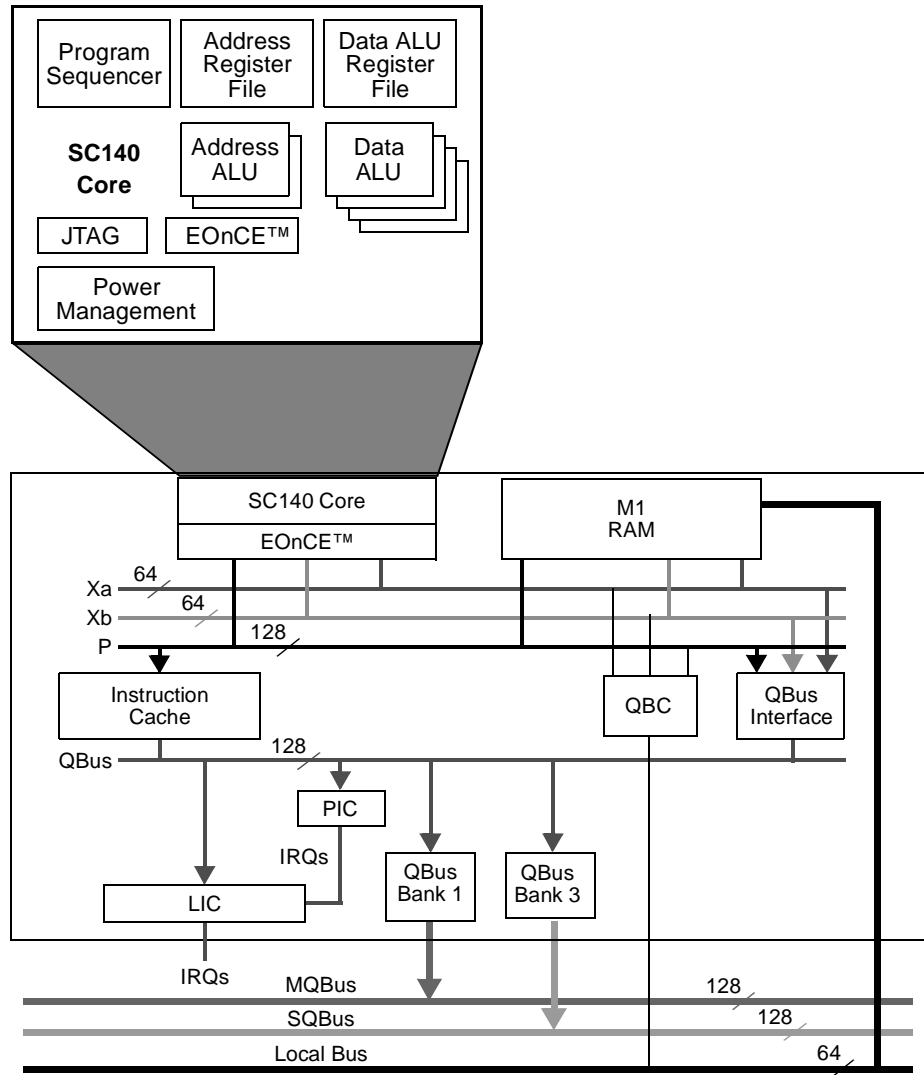 Program
Sequencer
Address
Register
File
Data ALU
Register
File
SC140
Core
Address
ALU
Data
ALU
JTAG
EOnCE™
Power
Management
SC140 Core
EOnCE™
M1
RAM
Xa
64
Xb
64
P
128
Instruction
Cache
QBC
QBus
Interface
QBus
128
PIC
IRQs
LIC
QBus
Bank 1
QBus
Bank 3
IRQs
MQBus
128
SQBus
128
Local Bus
64